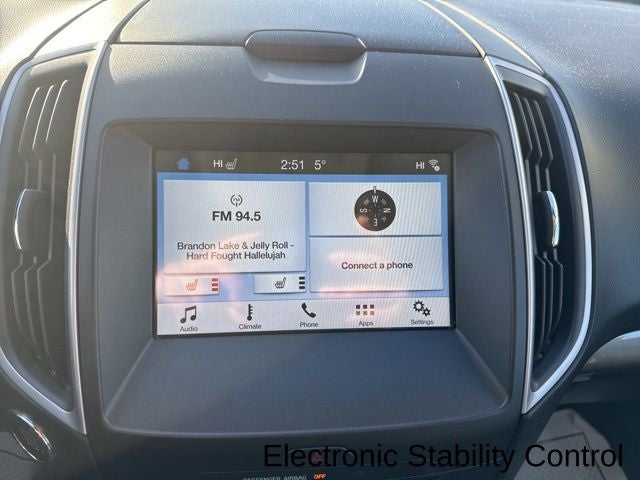 HI 2:51 5° HI
FM
FM 94.5
Brandon Lake & Jelly Roll -
Hard Fought Hallelujah
W
S N
E
Connect a phone
Audio Climate Phone Apps Settings
Electronic Stability Control
PASSENGER AIRBAG OFF